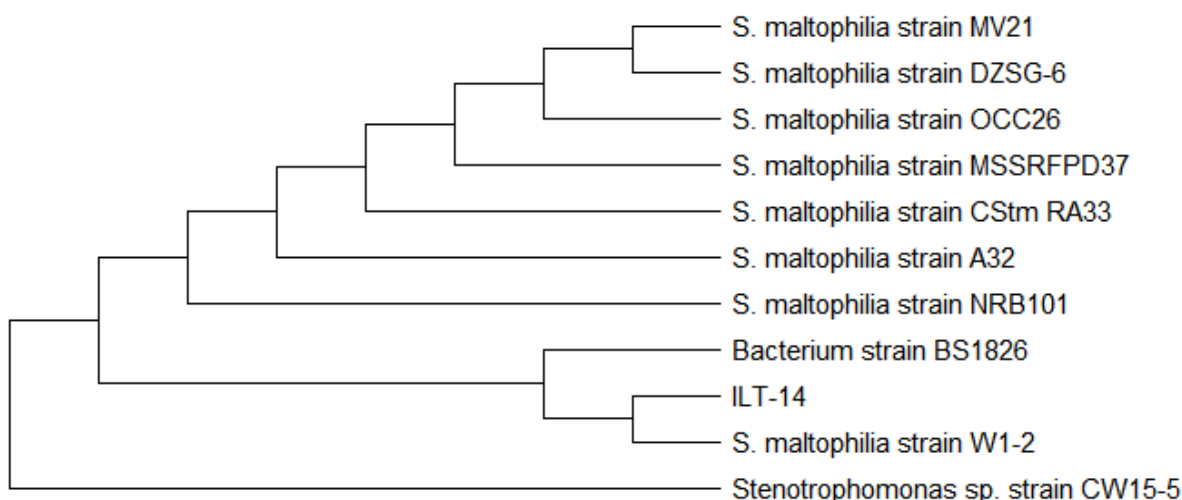 S. maltophilia strain MV21
S. maltophilia strain DZSG-6
S. maltophilia strain OCC26
S. maltophilia strain MSSRFPD37
S. maltophilia strain CStm RA33
S. maltophilia strain A32
S. maltophilia strain NRB101
Bacterium strain BS1826
ILT-14
S. maltophilia strain W1-2
Stenotrophomonas sp. strain CW15-5